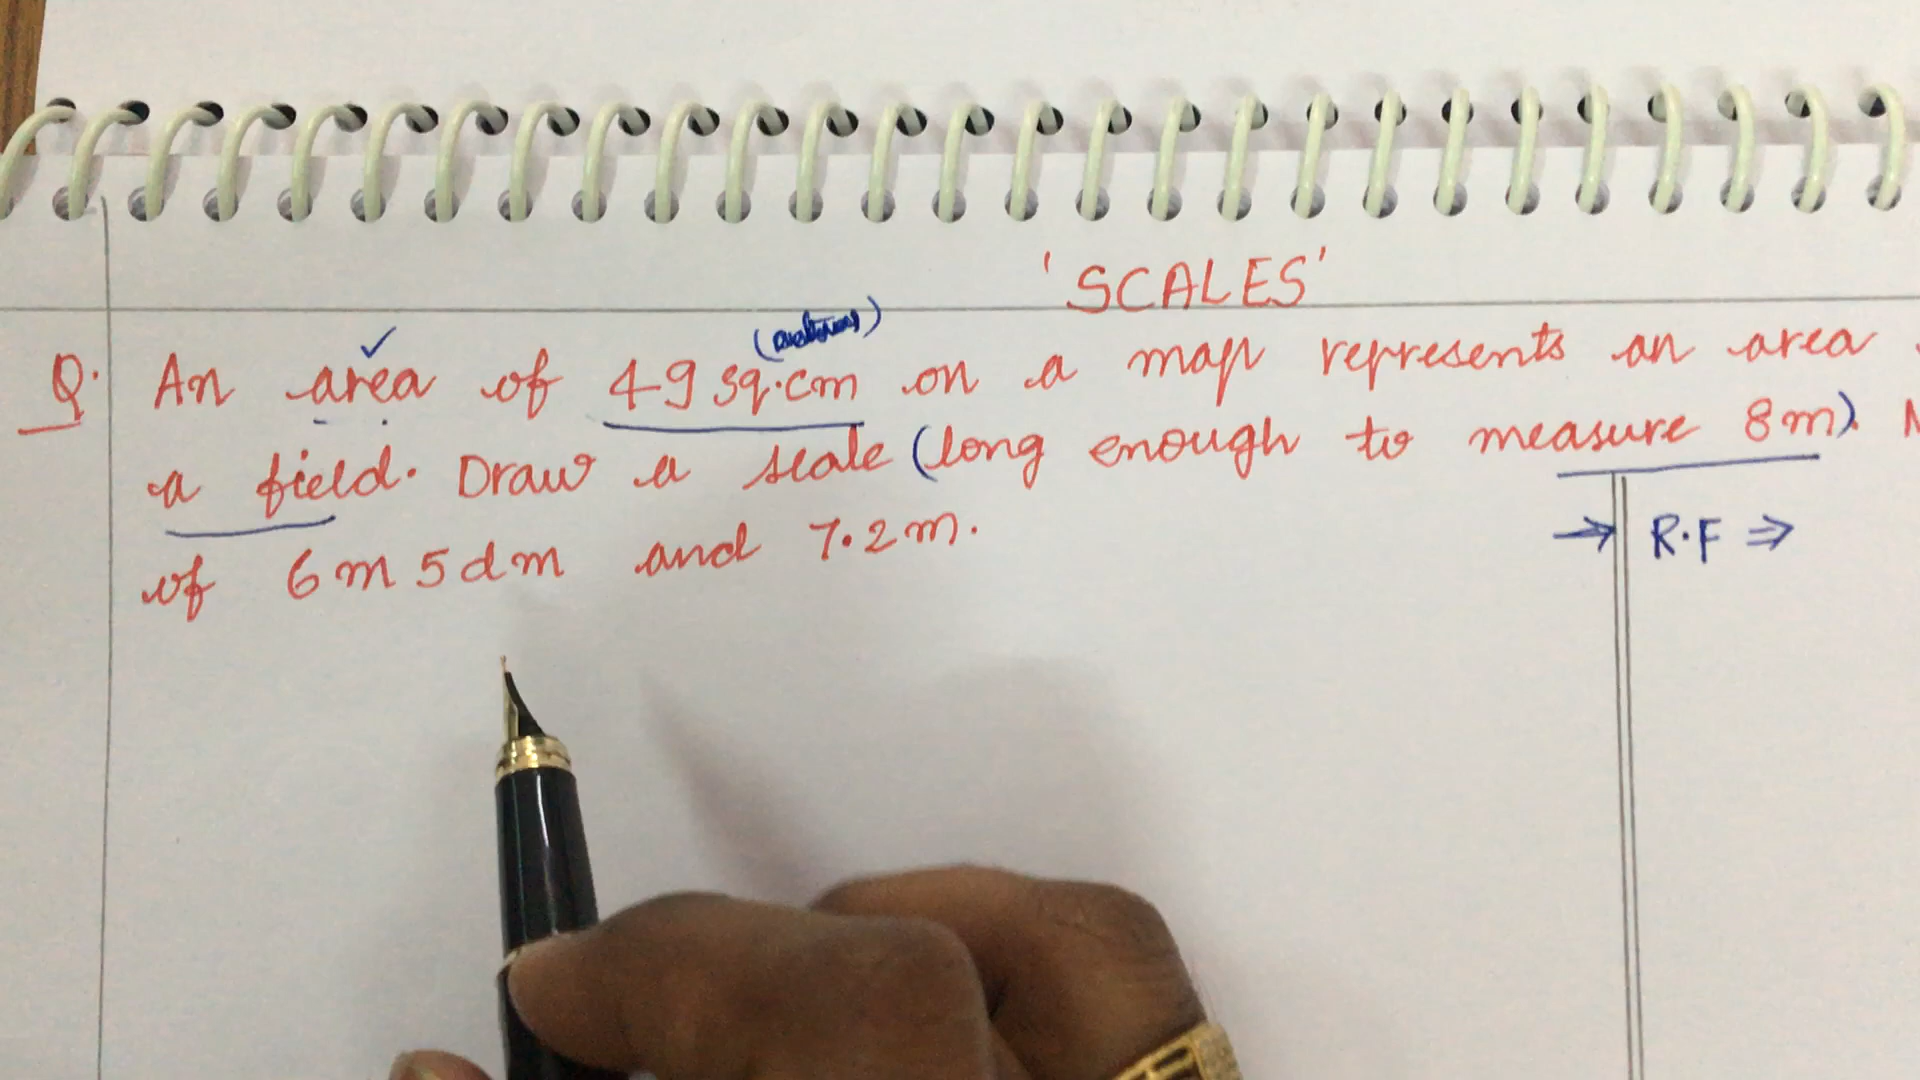 'SCALES'
Q. An area of 49 sq.cm on a map represents an area
a field. Draw a scale (long enough to measure 8m).
of 6m 5dm and 7.2m.
→ R.F ⇒